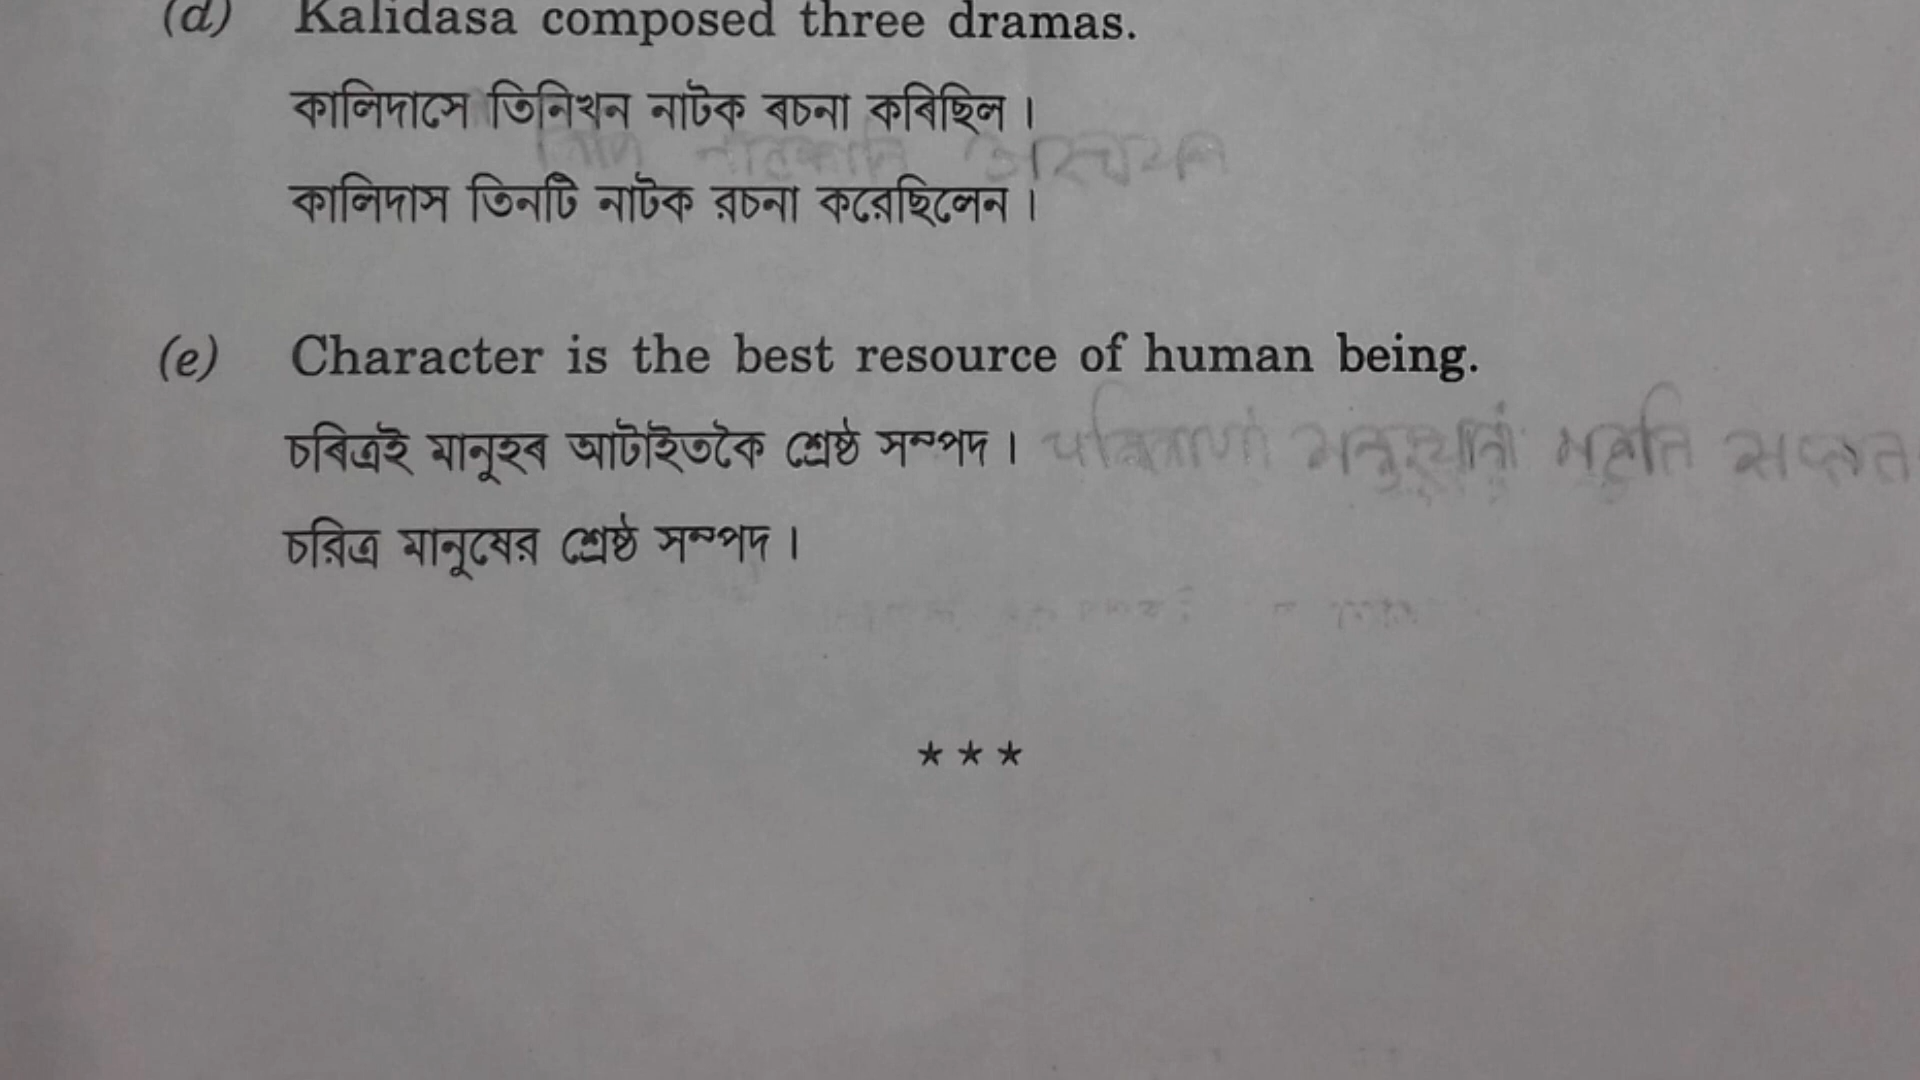 (d) Kalidasa composed three dramas.
কালিদাসে তিনিখন নাটক ৰচনা কৰিছিল ।
কালিদাস তিনটি নাটক রচনা করেছিলেন ।
(e) Character is the best resource of human being.
চৰিত্ৰই মানুহৰ আটাইতকৈ শ্ৰেষ্ঠ সম্পদ ।
চরিত্র মানুষের শ্রেষ্ঠ সম্পদ ।
★ ★ ★